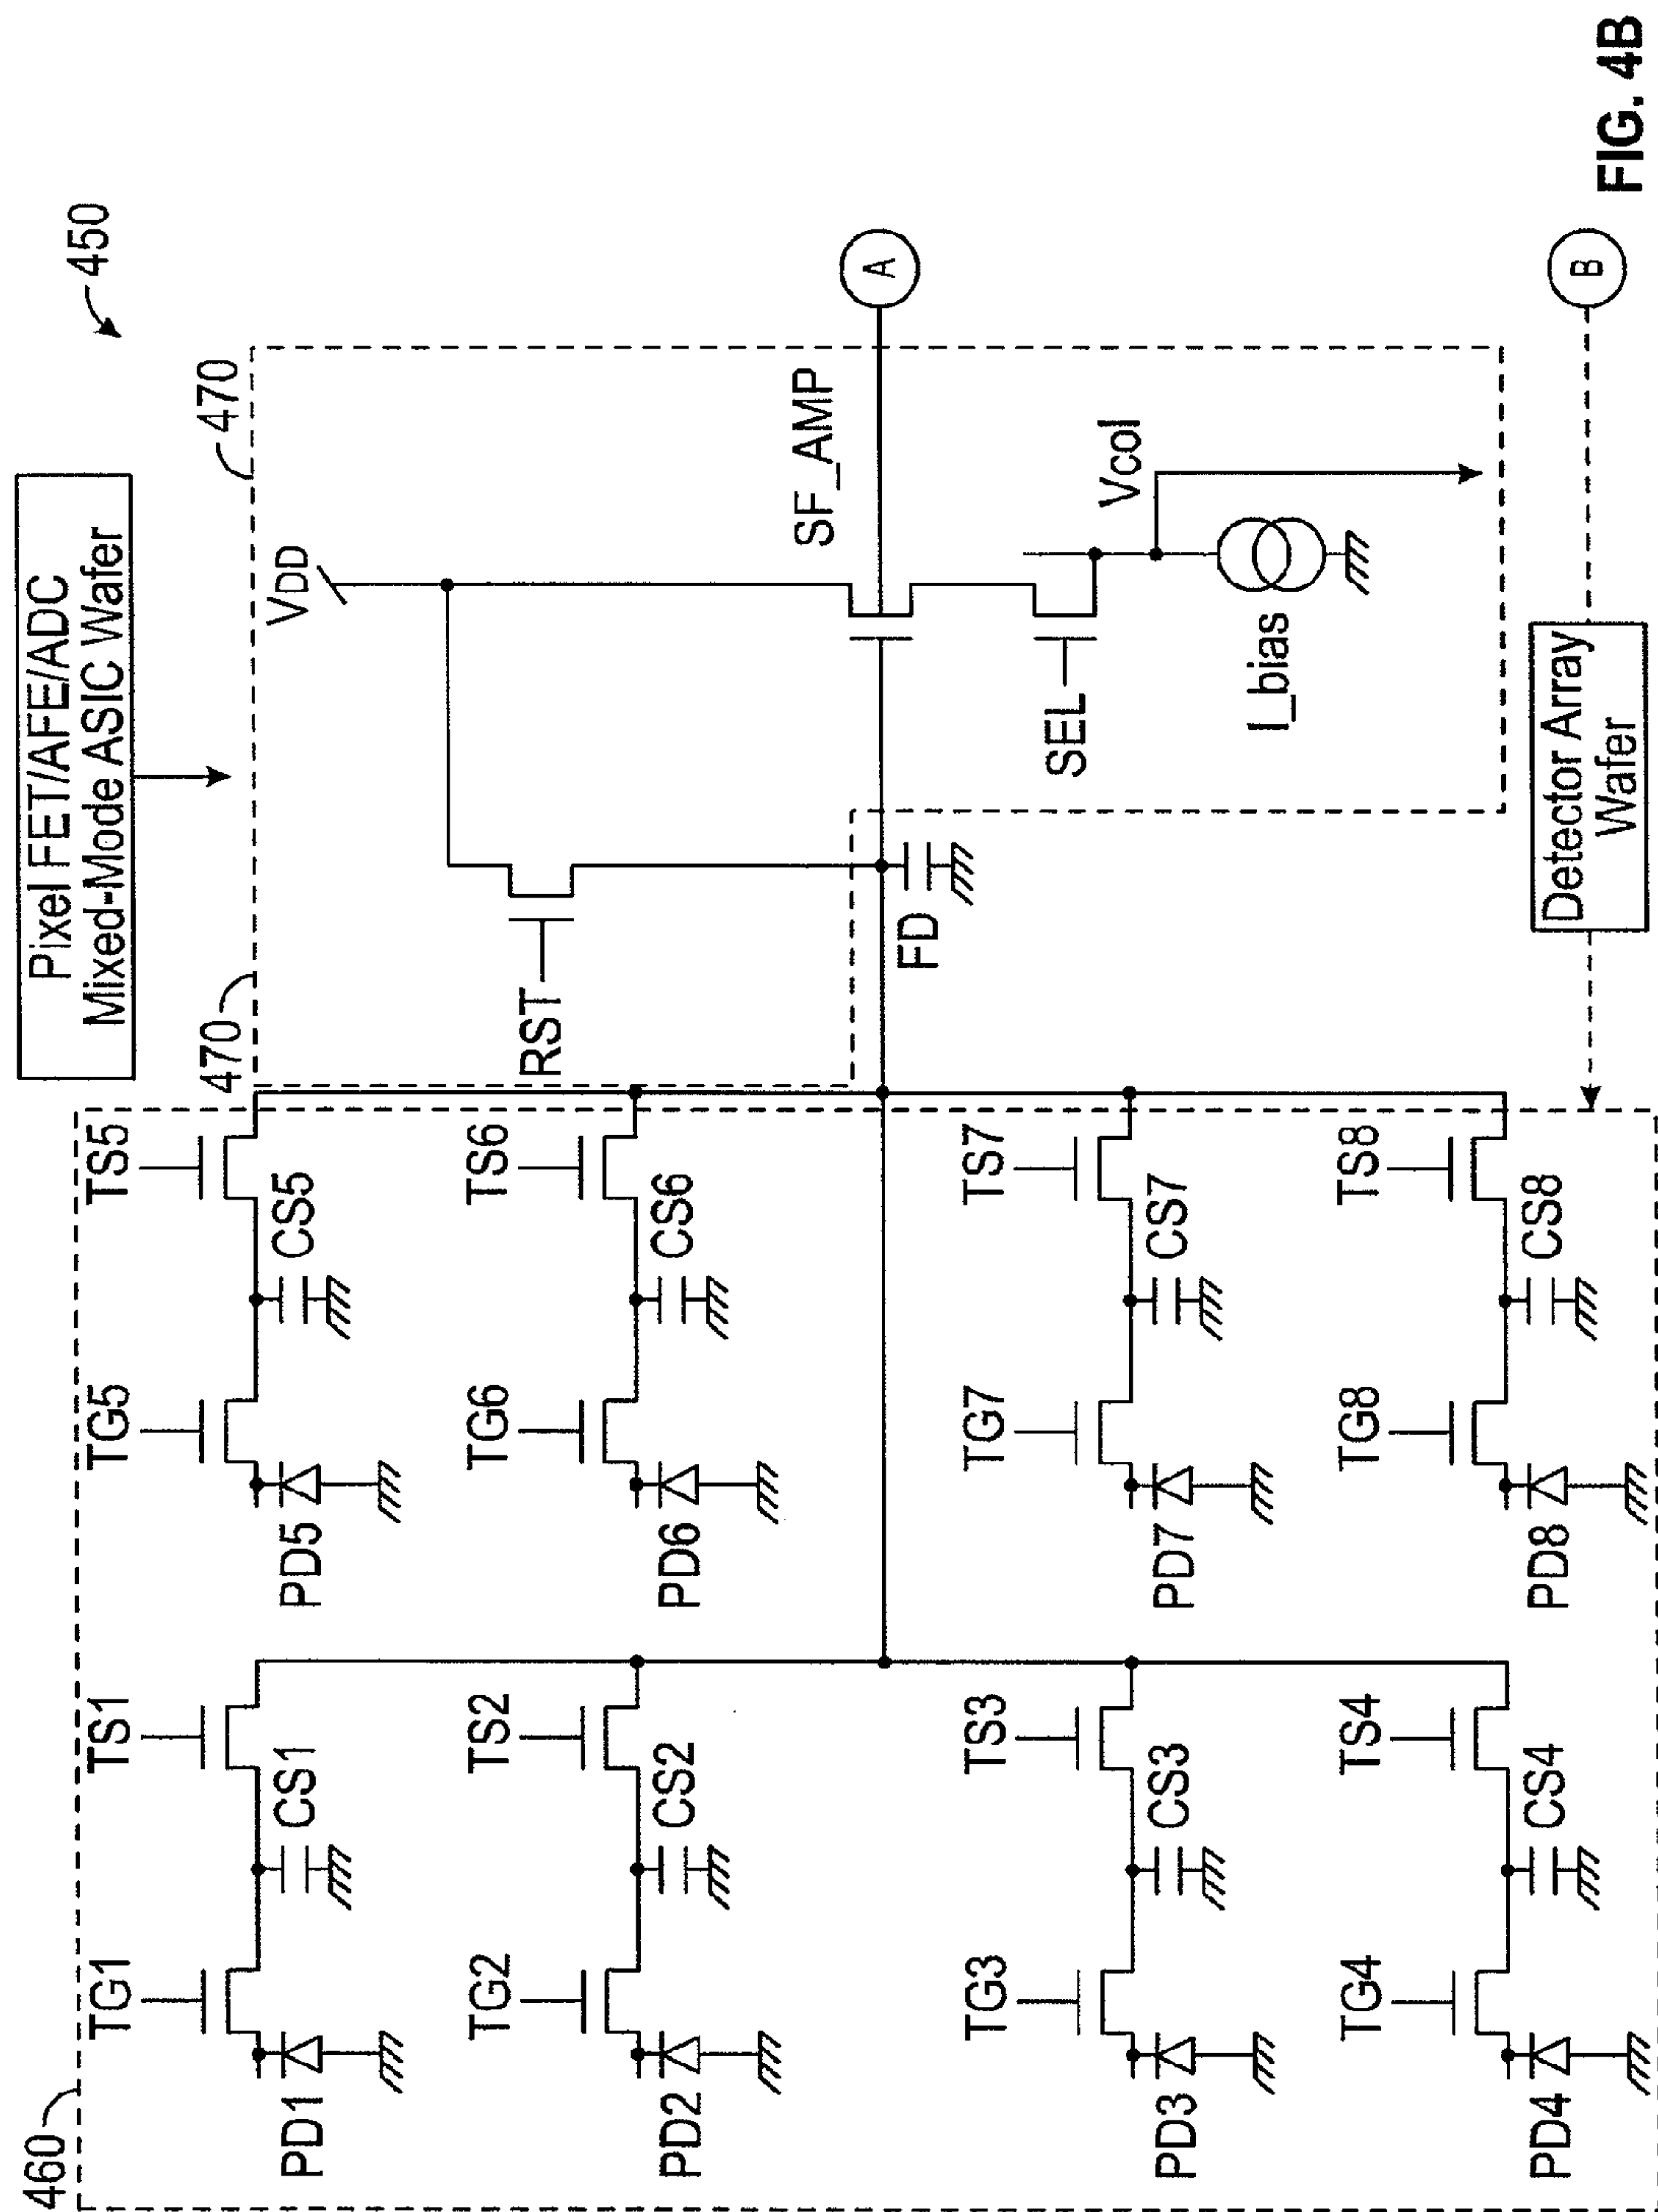 Pixel FET/AFE/ADC
Mixed-Mode ASIC Wafer
450
460
470
470
VDD
RST
SF_AMP
A
FD
SEL
Vcol
I_bias
TG1
TS1
TG5
TS5
CS1
CS5
PD1
PD5
TG2
TS2
TG6
TS6
CS2
CS6
PD2
PD6
TG3
TS3
TG7
TS7
CS3
CS7
PD3
PD7
TG4
TS4
TG8
TS8
CS4
CS8
PD4
PD8
Detector Array
Wafer
B
FIG. 4B